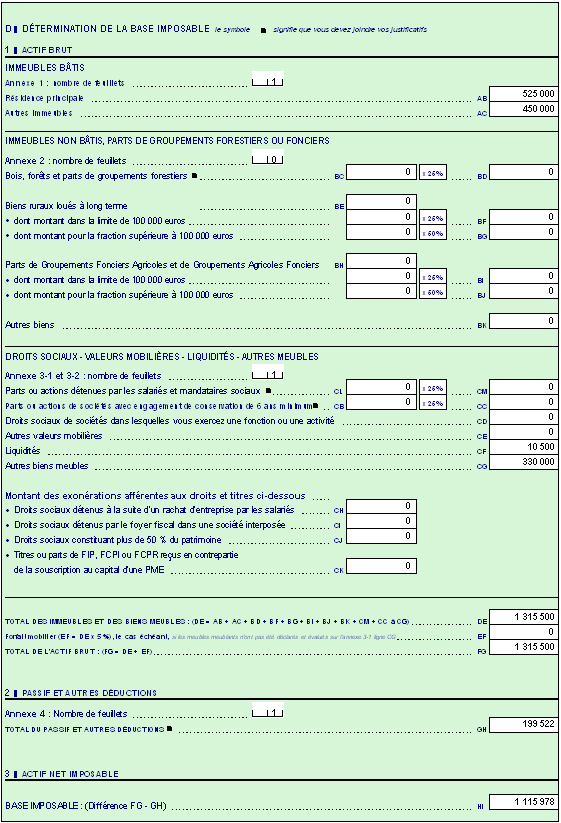 D DÉTERMINATION DE LA BASE IMPOSABLE le symbole ■ signifie que vous devez joindre vos justificatifs
1 ACTIF BRUT
IMMEUBLES BÂTIS
Annexe 1 : nombre de feuillets 1
Résidence principale AB 525 000
Autres immeubles AC 450 000
IMMEUBLES NON BÂTIS, PARTS DE GROUPEMENTS FORESTIERS OU FONCIERS
Annexe 2 : nombre de feuillets 0
Bois, forêts et parts de groupements forestiers BC 0 x 25% BD 0
Biens ruraux loués à long terme BE 0
• dont montant dans la limite de 100 000 euros 0 x 25% BF 0
• dont montant pour la fraction supérieure à 100 000 euros 0 x 50% BG 0
Parts de Groupements Fonciers Agricoles et de Groupements Agricoles Fonciers BH 0
• dont montant dans la limite de 100 000 euros 0 x 25% BI 0
• dont montant pour la fraction supérieure à 100 000 euros 0 x 50% BJ 0
Autres biens BK 0
DROITS SOCIAUX - VALEURS MOBILIÈRES - LIQUIDITÉS - AUTRES MEUBLES
Annexe 3-1 et 3-2 : nombre de feuillets 1
Parts ou actions détenues par les salariés et mandataires sociaux CL 0 x 25% CM 0
Parts ou actions de sociétés avec engagement de conservation de 6 ans minimum CB 0 x 25% CC 0
Droits sociaux de sociétés dans lesquelles vous exercez une fonction ou une activité CD 0
Autres valeurs mobilières CE 0
Liquidités CF 10 500
Autres biens meubles CG 330 000
Montant des exonérations afférentes aux droits et titres ci-dessous
• Droits sociaux détenus à la suite d'un rachat d'entreprise par les salariés CH 0
• Droits sociaux détenus par le foyer fiscal dans une société interposée CI 0
• Droits sociaux constituant plus de 50 % du patrimoine CJ 0
• Titres ou parts de FIP, FCPI ou FCPR reçus en contrepartie
de la souscription au capital d'une PME CK 0
TOTAL DES IMMEUBLES ET DES BIENS MEUBLES : (DE = AB + AC + BD + BF + BG + BI + BJ + BK + CM + CC à CG) DE 1 315 500
Forfait mobilier (EF = DE x 5 %), le cas échéant, si les meubles meublants n'ont pas été déclarés et évalués sur l'annexe 3-1 ligne CG EF 0
TOTAL DE L'ACTIF BRUT : (FG = DE + EF) FG 1 315 500
2 PASSIF ET AUTRES DÉDUCTIONS
Annexe 4 : Nombre de feuillets 1
TOTAL DU PASSIF ET AUTRES DÉDUCTIONS GH 199 522
3 ACTIF NET IMPOSABLE
BASE IMPOSABLE : (Différence FG - GH) HI 1 115 978